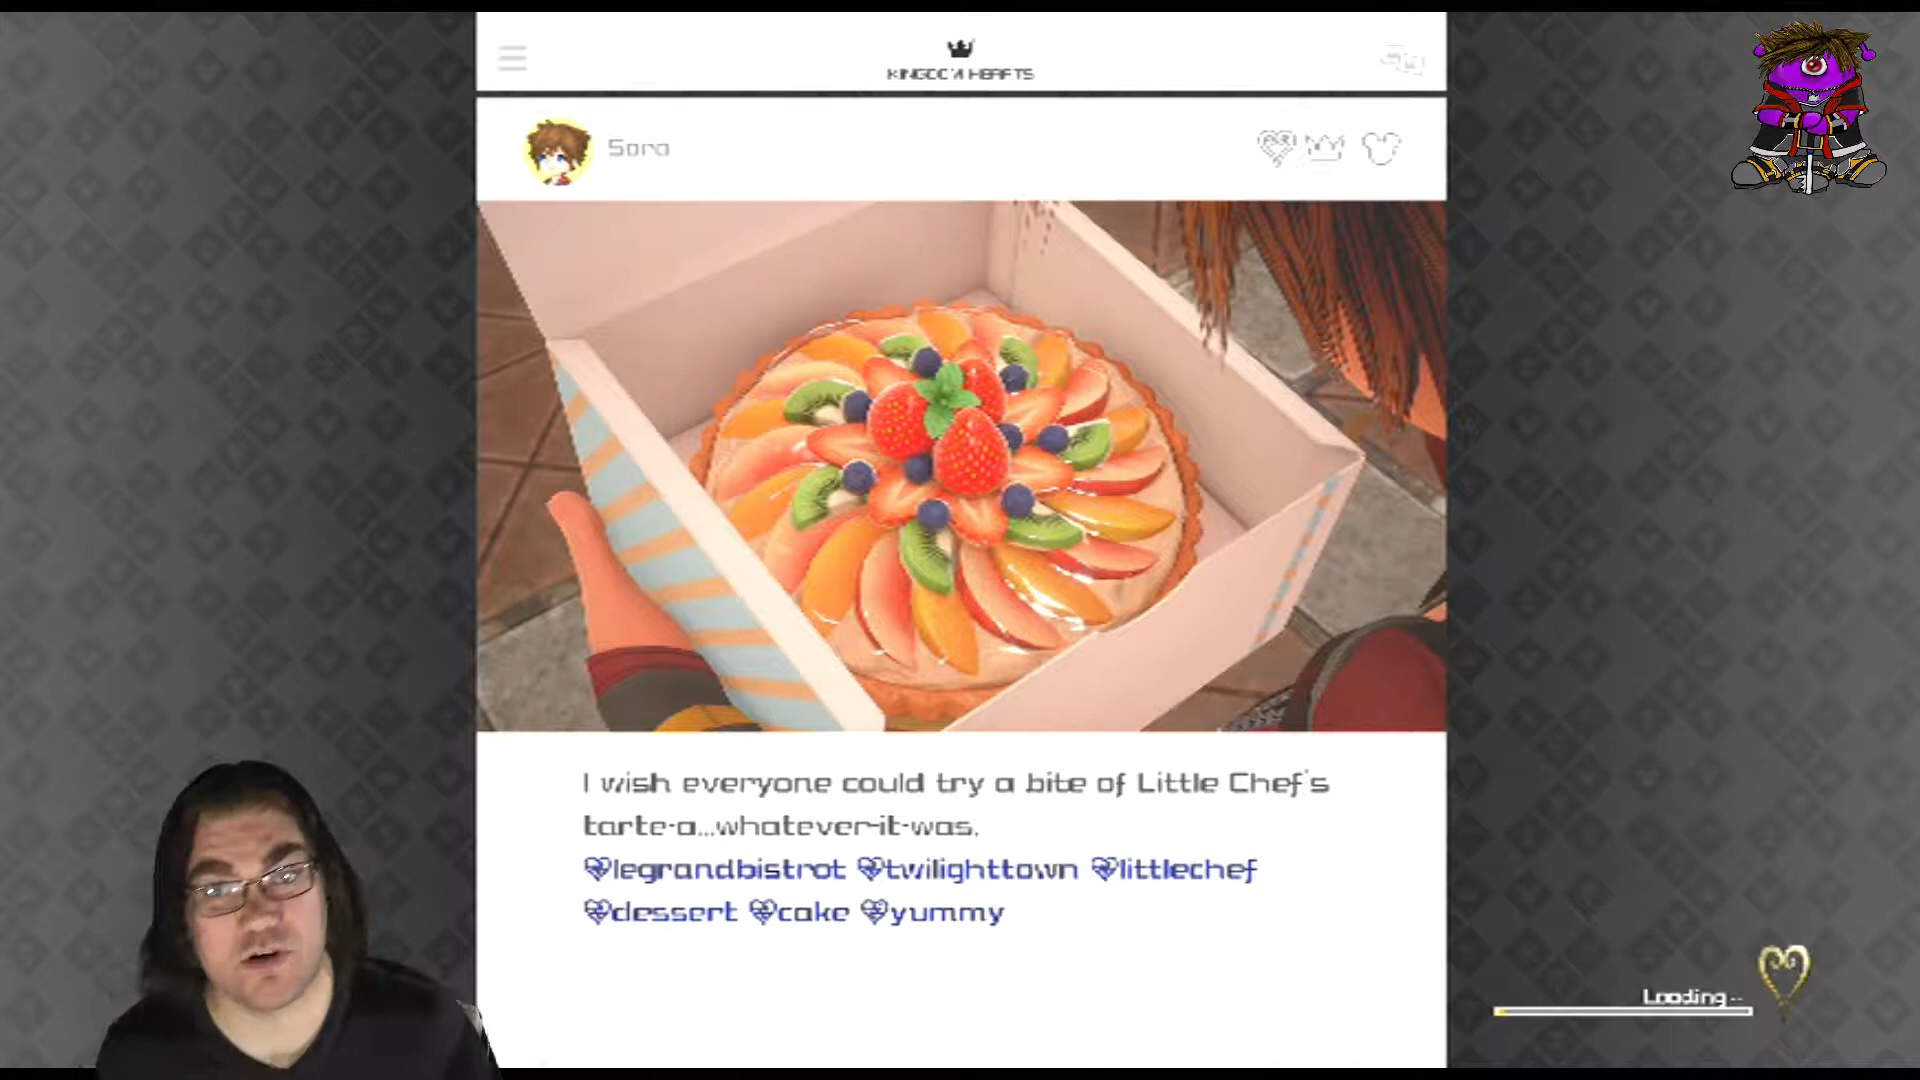 KINGDOM HEARTS
Sora
I wish everyone could try a bite of Little Chef's
tarte-a...whatever-it-was.
legrandbistrot twilighttown littlechef
dessert cake yummy
Loading...